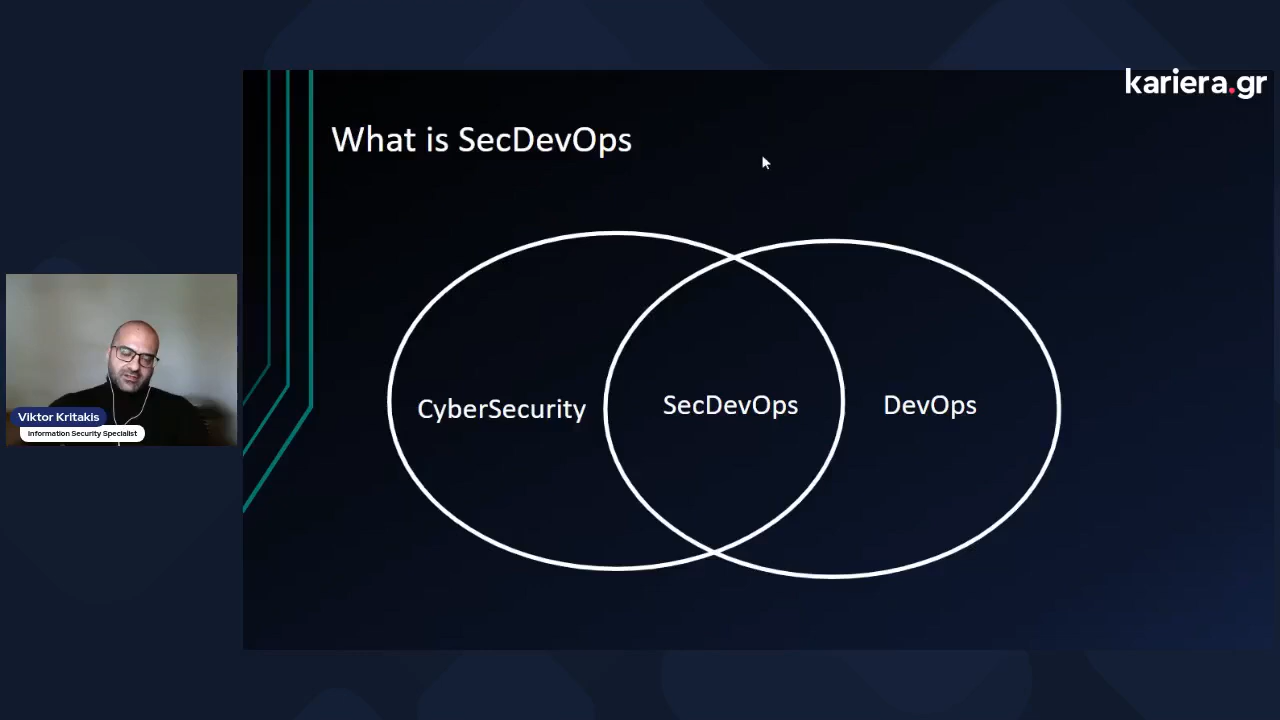 kariera.gr
What is SecDevOps
CyberSecurity
SecDevOps
DevOps
Viktor Kritakis
Information Security Specialist